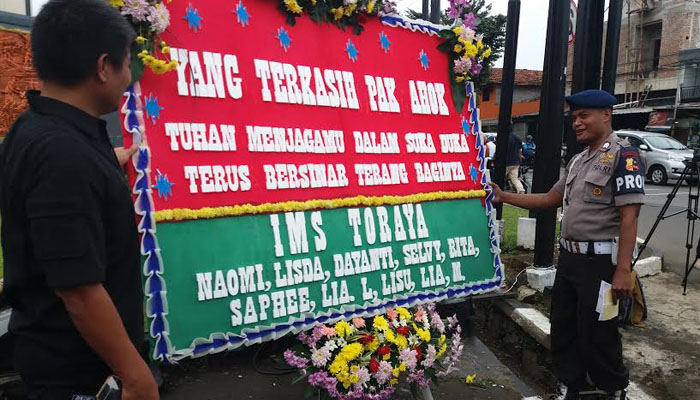 YANG TERKASIH PAK AHOK
TUHAN MENJAGAMU DALAM SUKA DUKA
TERUS BERSINAR TERANG BAGINYA
IMS TORAYA
NAOMI, LISDA, DAYANTI, SELVY, RITA,
SAPHEE, LIA. L, LISU, LIA, M.
PRO